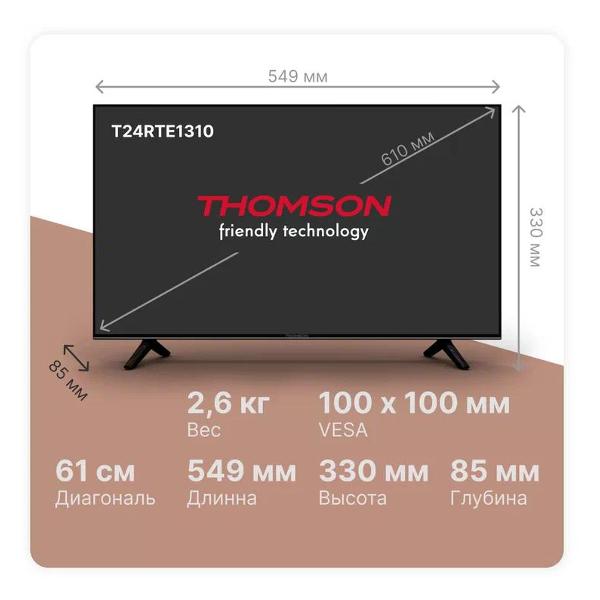 549 мм
T24RTE1310
610 мм
THOMSON
friendly technology
330 мм
THOMSON
85 мм
2,6 кг
100 x 100 мм
Вес
VESA
61 см
549 мм
330 мм
85 мм
Диагональ
Длинна
Высота
Глубина